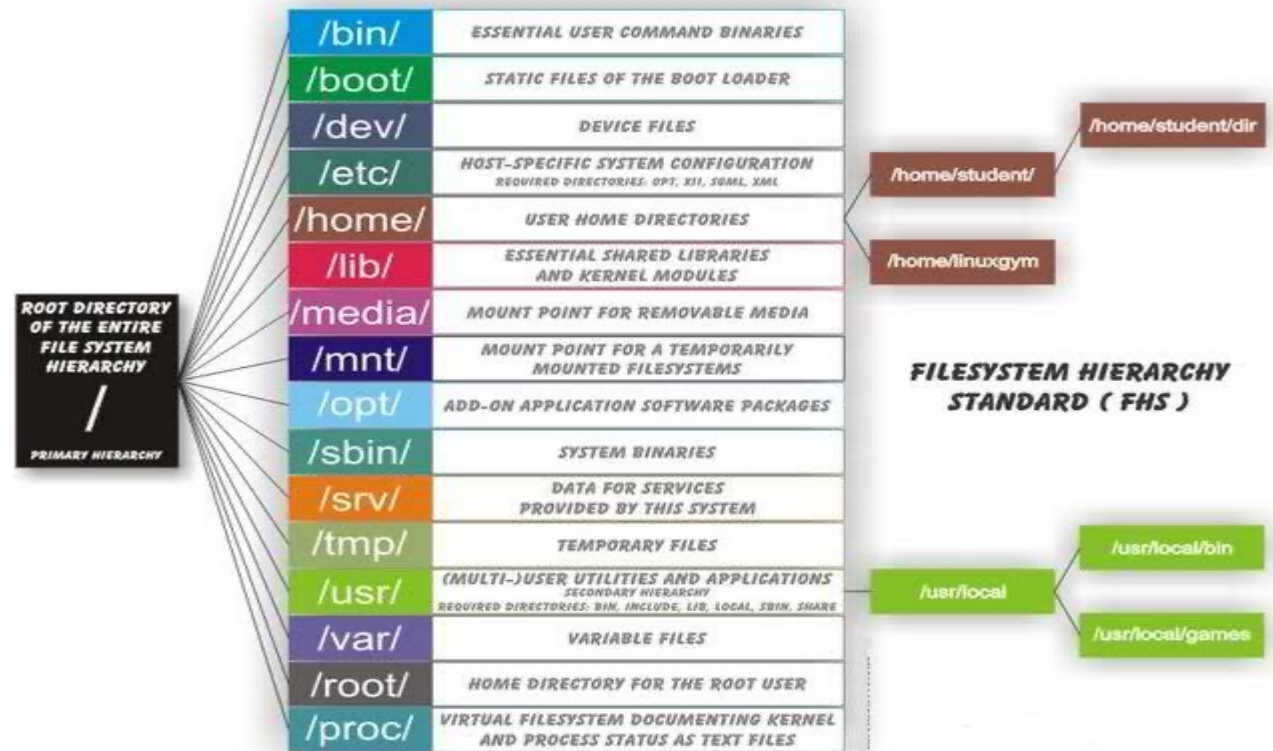 ROOT DIRECTORY
OF THE ENTIRE
FILE SYSTEM
HIERARCHY
/
PRIMARY HIERARCHY
/bin/
ESSENTIAL USER COMMAND BINARIES
/boot/
STATIC FILES OF THE BOOT LOADER
/dev/
DEVICE FILES
/etc/
HOST-SPECIFIC SYSTEM CONFIGURATION
REQUIRED DIRECTORIES: OPT, XII, SGML, XML
/home/
USER HOME DIRECTORIES
/lib/
ESSENTIAL SHARED LIBRARIES
AND KERNEL MODULES
/media/
MOUNT POINT FOR REMOVABLE MEDIA
/mnt/
MOUNT POINT FOR A TEMPORARILY
MOUNTED FILESYSTEMS
/opt/
ADD-ON APPLICATION SOFTWARE PACKAGES
/sbin/
SYSTEM BINARIES
/srv/
DATA FOR SERVICES
PROVIDED BY THIS SYSTEM
/tmp/
TEMPORARY FILES
/usr/
(MULTI-)USER UTILITIES AND APPLICATIONS
SECONDARY HIERARCHY
REQUIRED DIRECTORIES: BIN, INCLUDE, LIB, LOCAL, SBIN, SHARE
/var/
VARIABLE FILES
/root/
HOME DIRECTORY FOR THE ROOT USER
/proc/
VIRTUAL FILESYSTEM DOCUMENTING KERNEL
AND PROCESS STATUS AS TEXT FILES
/home/student/
/home/student/dir
/home/linuxgym
FILESYSTEM HIERARCHY
STANDARD ( FHS )
/usr/local
/usr/local/bin
/usr/local/games